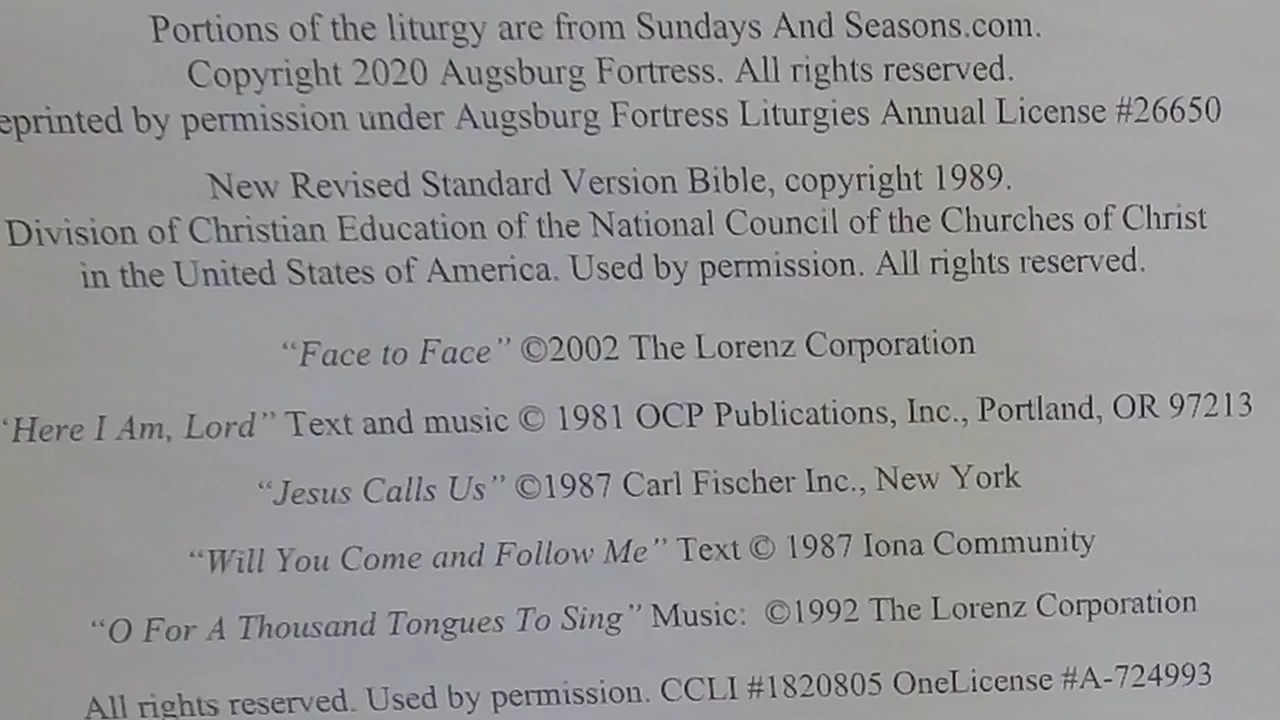 Portions of the liturgy are from Sundays And Seasons.com.
Copyright 2020 Augsburg Fortress. All rights reserved.
eprinted by permission under Augsburg Fortress Liturgies Annual License #26650
New Revised Standard Version Bible, copyright 1989.
Division of Christian Education of the National Council of the Churches of Christ
in the United States of America. Used by permission. All rights reserved.
“Face to Face” ©2002 The Lorenz Corporation
“Here I Am, Lord” Text and music © 1981 OCP Publications, Inc., Portland, OR 97213
“Jesus Calls Us” ©1987 Carl Fischer Inc., New York
“Will You Come and Follow Me” Text © 1987 Iona Community
“O For A Thousand Tongues To Sing” Music: ©1992 The Lorenz Corporation
All rights reserved. Used by permission. CCLI #1820805 OneLicense #A-724993